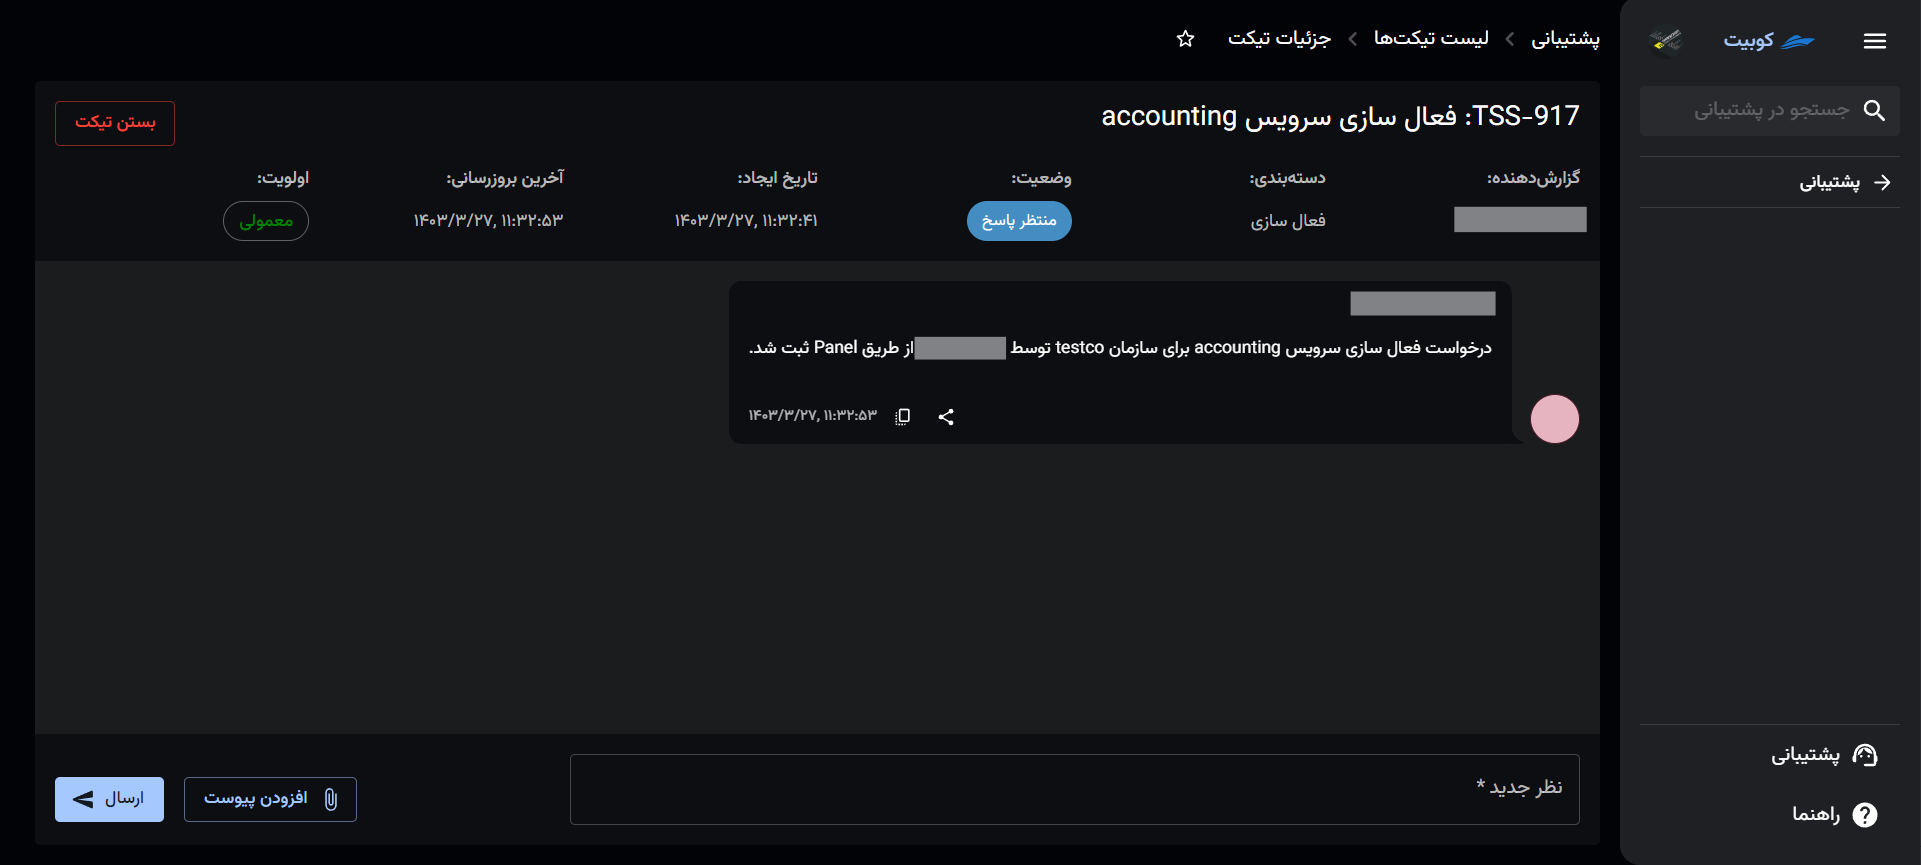 کوبیت
جستجو در پشتیبانی
پشتیبانی
پشتیبانی
راهنما
پشتیبانی
لیست تیکت‌ها
جزئیات تیکت
TSS-917: فعال سازی سرویس accounting
بستن تیکت
گزارش‌دهنده:
دسته‌بندی:
فعال سازی
وضعیت:
منتظر پاسخ
تاریخ ایجاد:
۱۴۰۳/۳/۲۷, ۱۱:۳۲:۴۱
آخرین بروزرسانی:
۱۴۰۳/۳/۲۷, ۱۱:۳۲:۵۳
اولویت:
معمولی
درخواست فعال سازی سرویس accounting برای سازمان testco توسط از طریق Panel ثبت شد.
۱۴۰۳/۳/۲۷, ۱۱:۳۲:۵۳
نظر جدید *
افزودن پیوست
ارسال